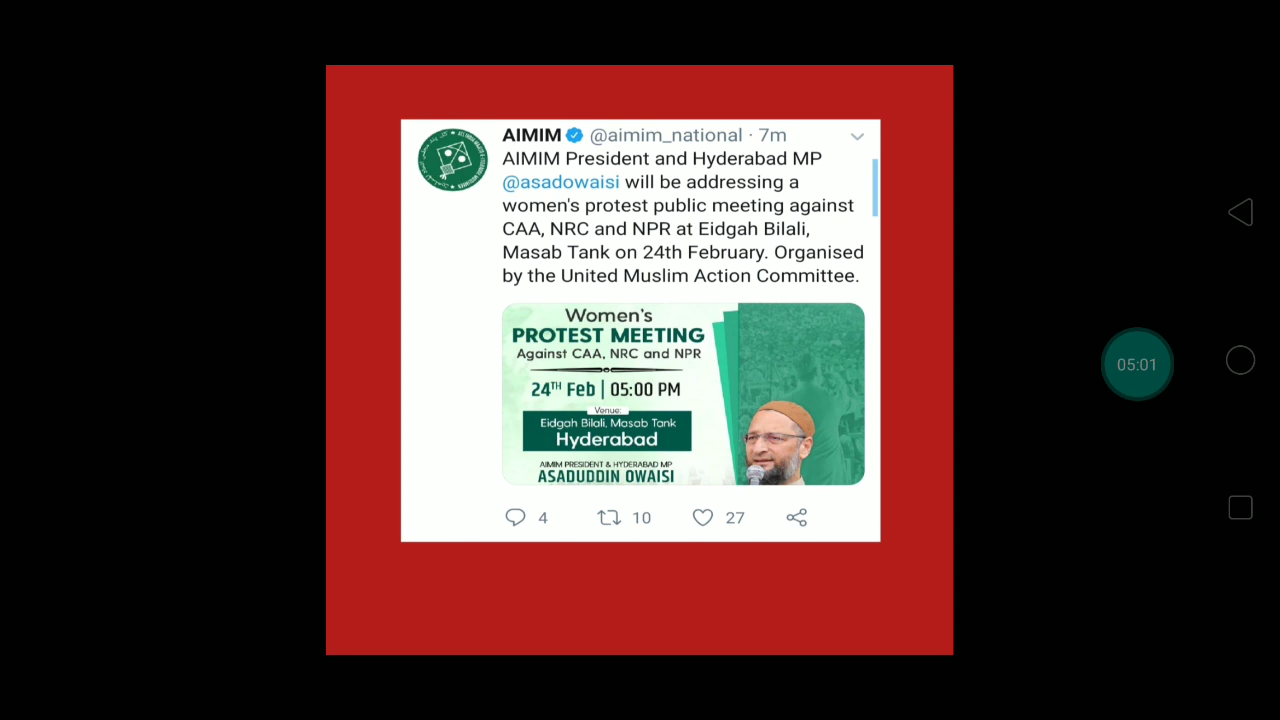 AIMIM @aimim_national · 7m
AIMIM President and Hyderabad MP
@asadowaisi will be addressing a
women's protest public meeting against
CAA, NRC and NPR at Eidgah Bilali,
Masab Tank on 24th February. Organised
by the United Muslim Action Committee.
Women's
PROTEST MEETING
Against CAA, NRC and NPR
24TH Feb | 05:00 PM
Venue:
Eidgah Bilali, Masab Tank
Hyderabad
AIMIM PRESIDENT & HYDERABAD MP
ASADUDDIN OWAISI
4 10 27
05:01